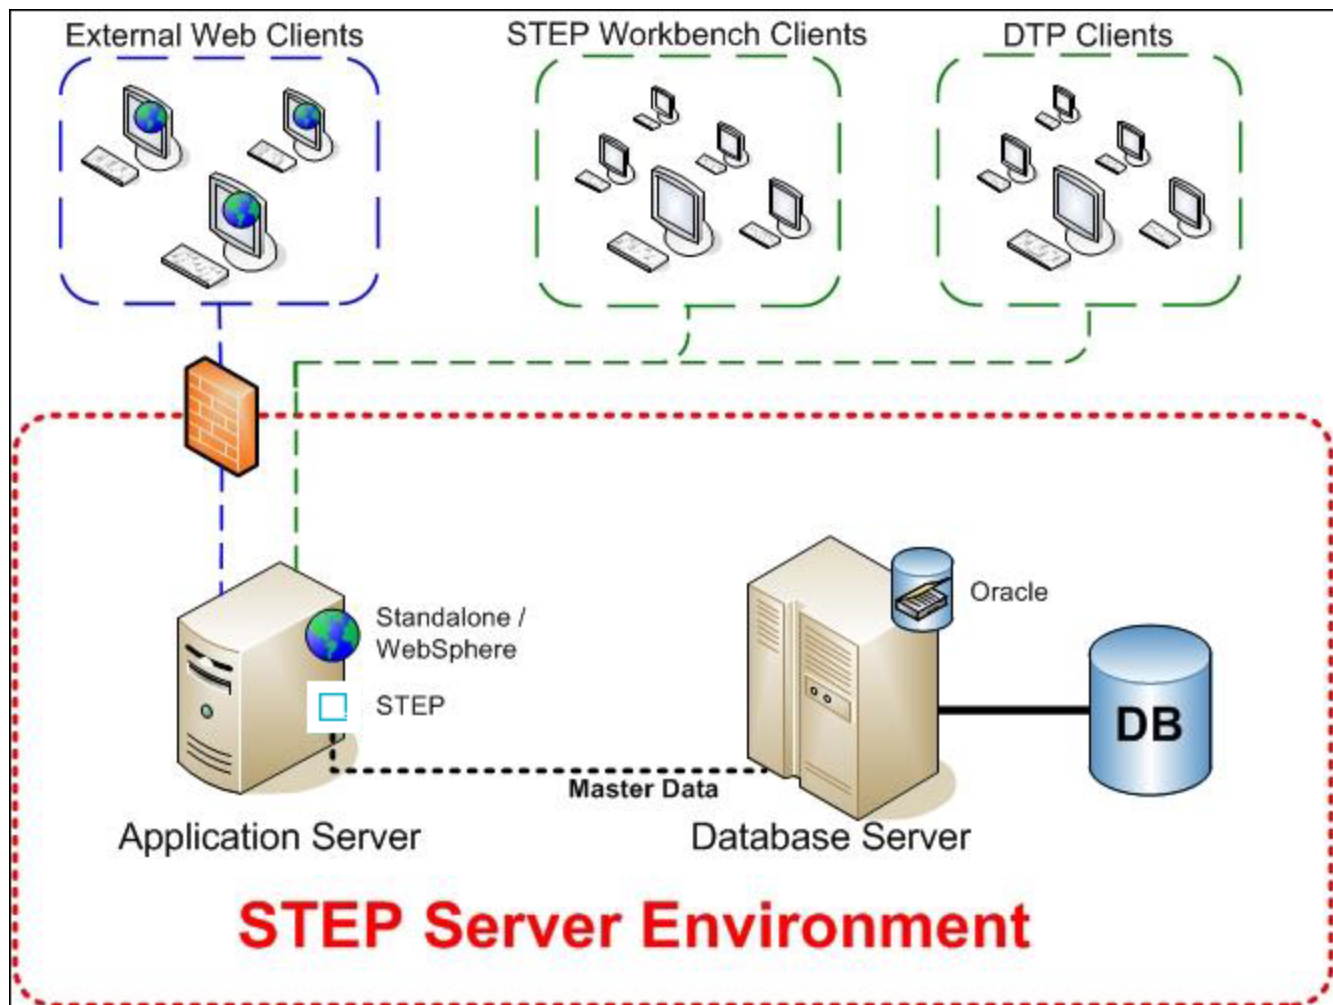 External Web Clients
STEP Workbench Clients
DTP Clients
Oracle
Standalone /
WebSphere
STEP
DB
Master Data
Application Server
Database Server
STEP Server Environment